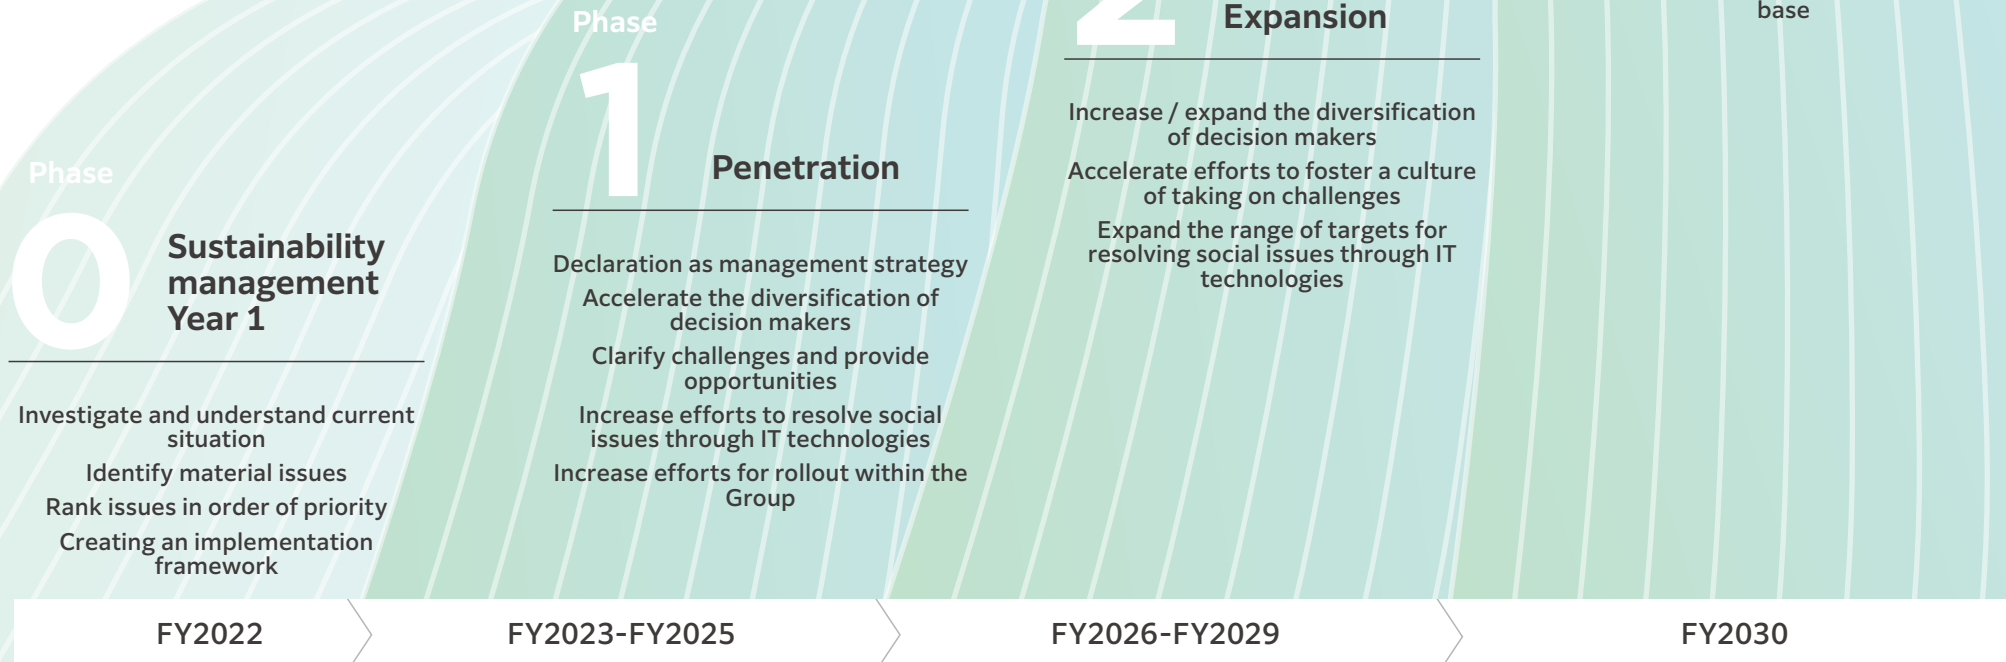 Phase
0
Sustainability
management
Year 1
Investigate and understand current
situation
Identify material issues
Rank issues in order of priority
Creating an implementation
framework
Phase
1
Penetration
Declaration as management strategy
Accelerate the diversification of
decision makers
Clarify challenges and provide
opportunities
Increase efforts to resolve social
issues through IT technologies
Increase efforts for rollout within the
Group
2
Expansion
Increase / expand the diversification
of decision makers
Accelerate efforts to foster a culture
of taking on challenges
Expand the range of targets for
resolving social issues through IT
technologies
base
FY2022
FY2023-FY2025
FY2026-FY2029
FY2030